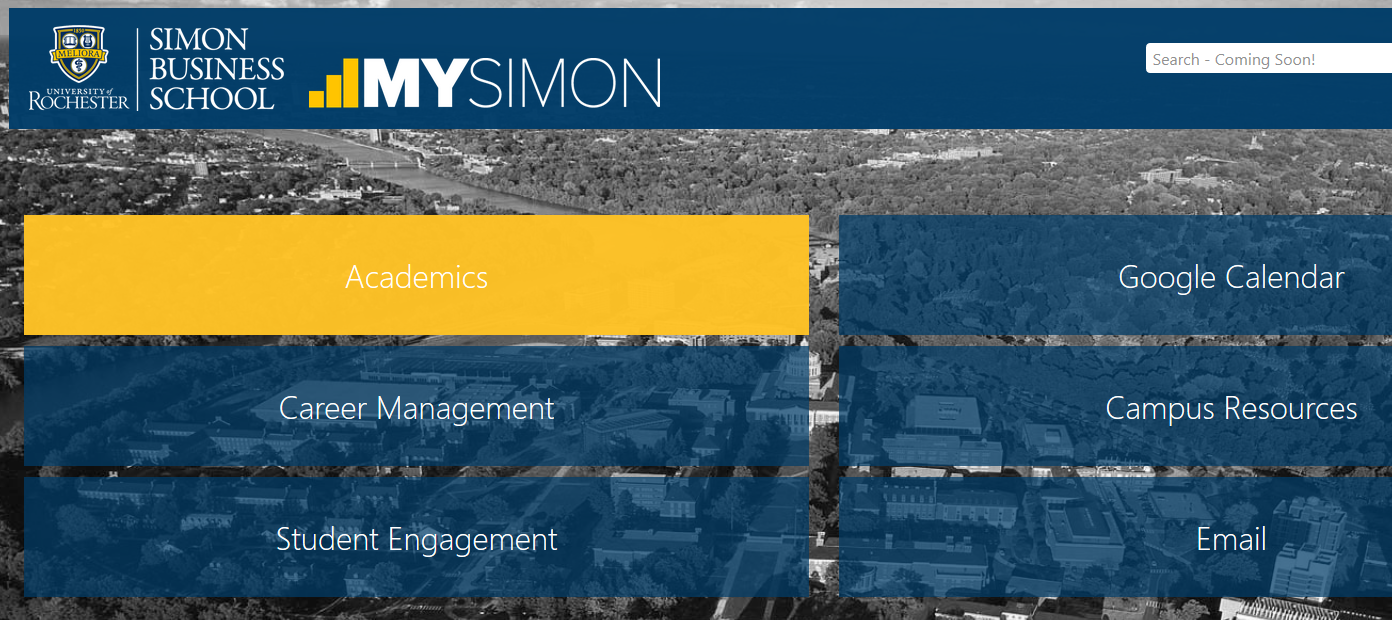 1850
MELIORA
UNIVERSITY of
ROCHESTER
SIMON
BUSINESS
SCHOOL
MYSIMON
Search - Coming Soon!
Academics
Google Calendar
Career Management
Campus Resources
Student Engagement
Email